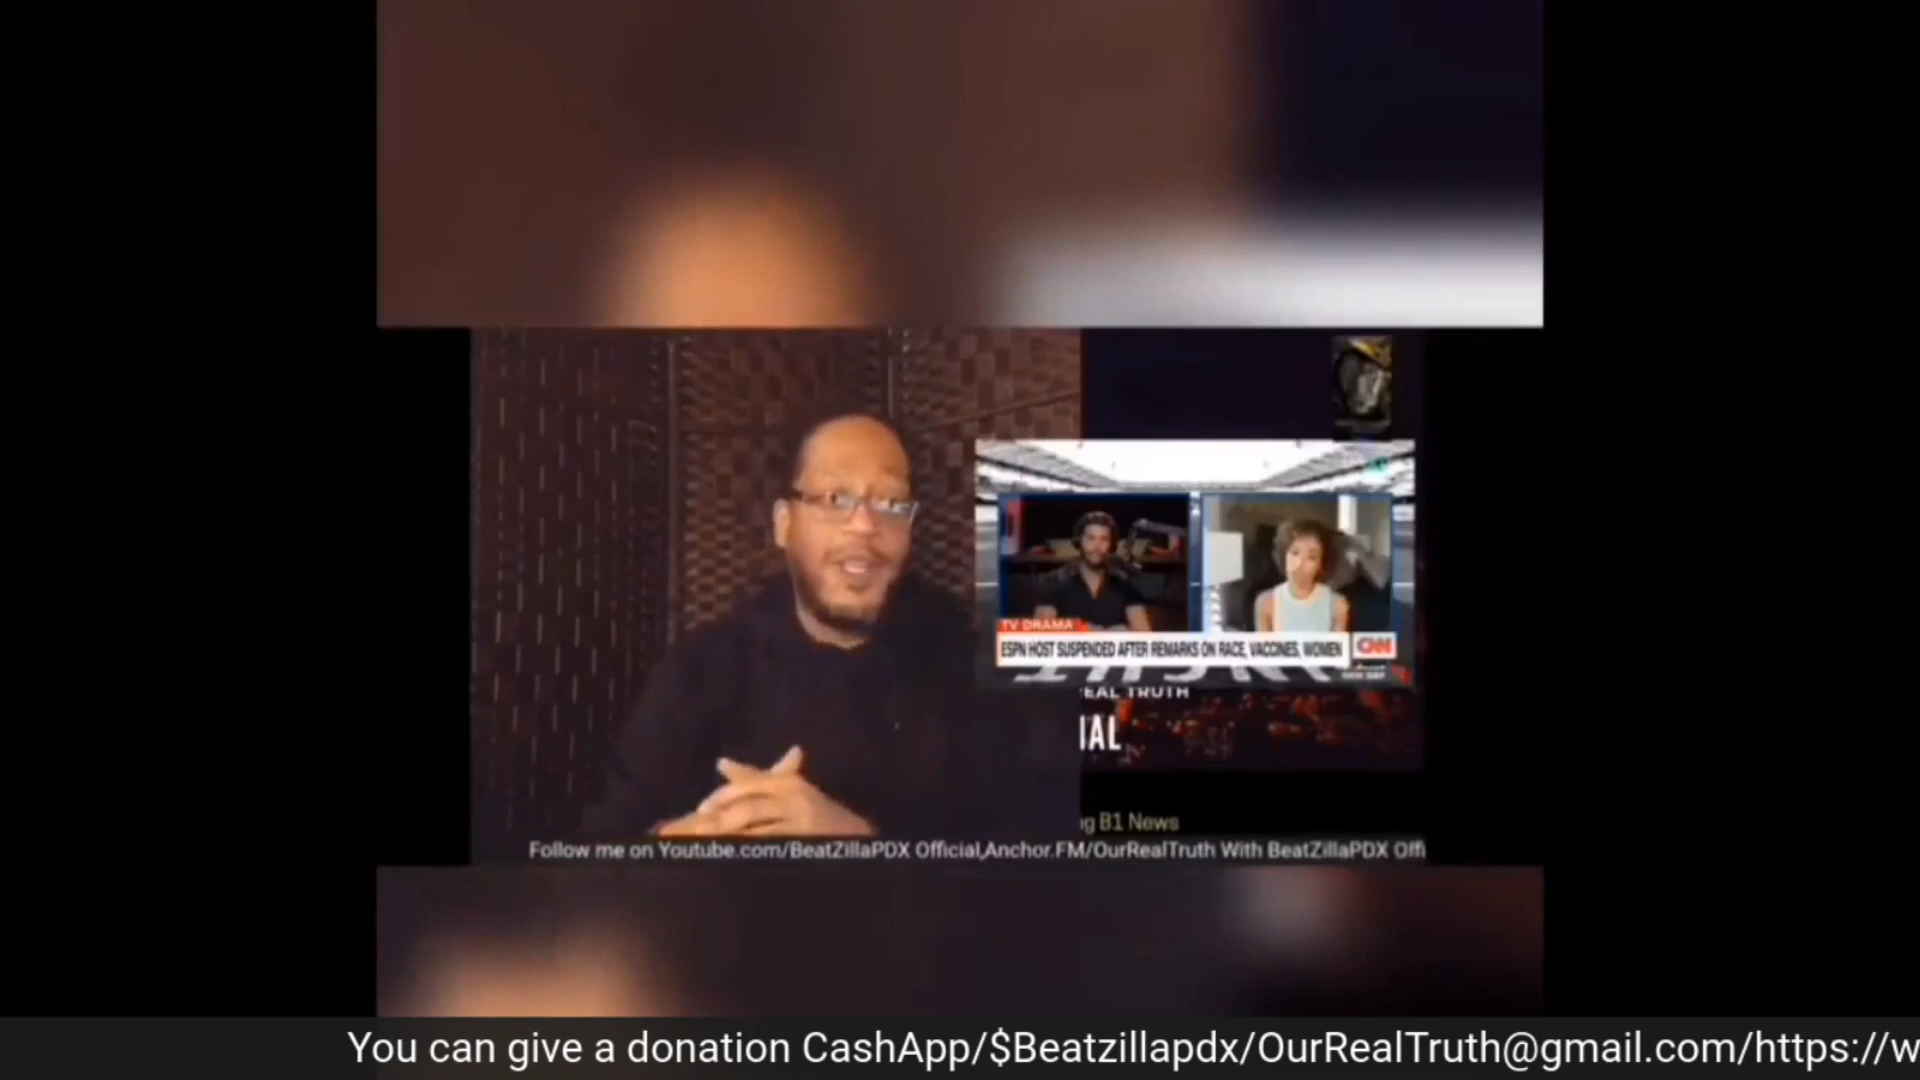 TV DRAMA
ESPN HOST SUSPENDED AFTER REMARKS ON RACE, VACCINES, WOMEN
CNN
EAL TRUTH
IAL
g B1 News
Follow me on Youtube.com/BeatZillaPDX Official,Anchor.FM/OurRealTruth With BeatZillaPDX Offi
You can give a donation CashApp/$Beatzillapdx/OurRealTruth@gmail.com/https://w